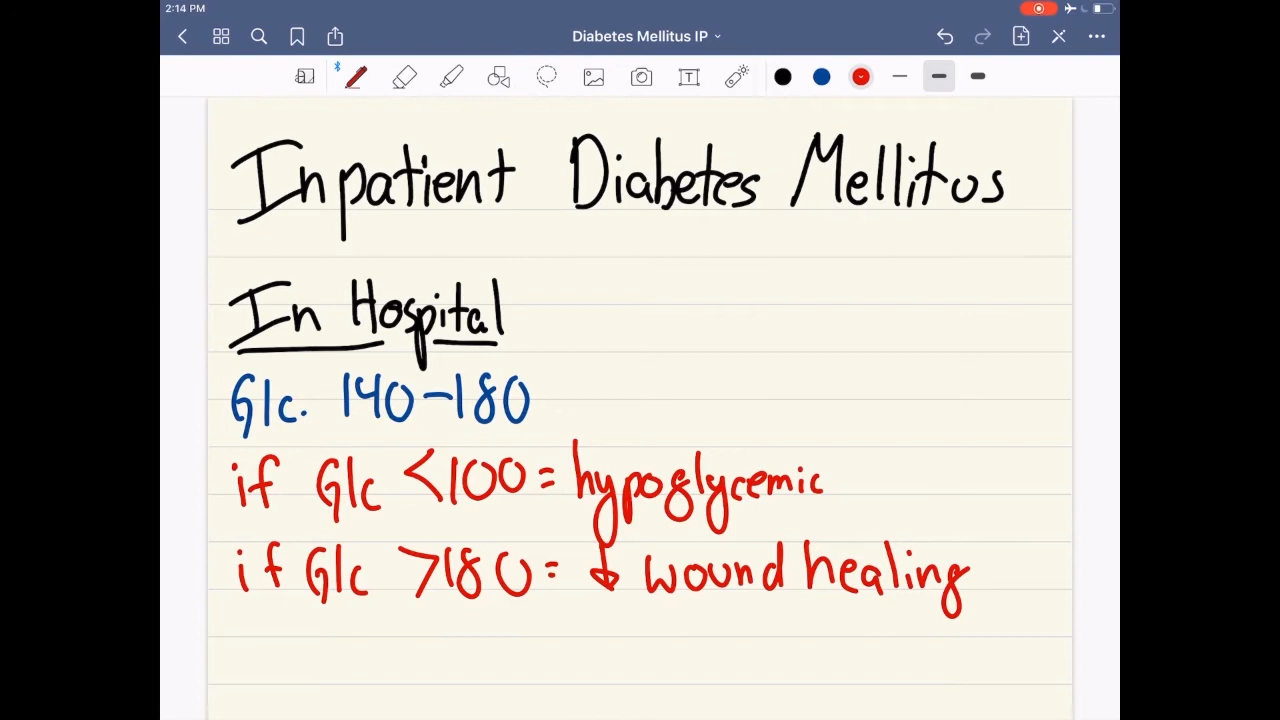 2:14 PM
Diabetes Mellitus IP
Inpatient Diabetes Mellitus
In Hospital
Glc. 140-180
if Glc <100 = hypoglycemic
if Glc >180 = ↓ wound healing